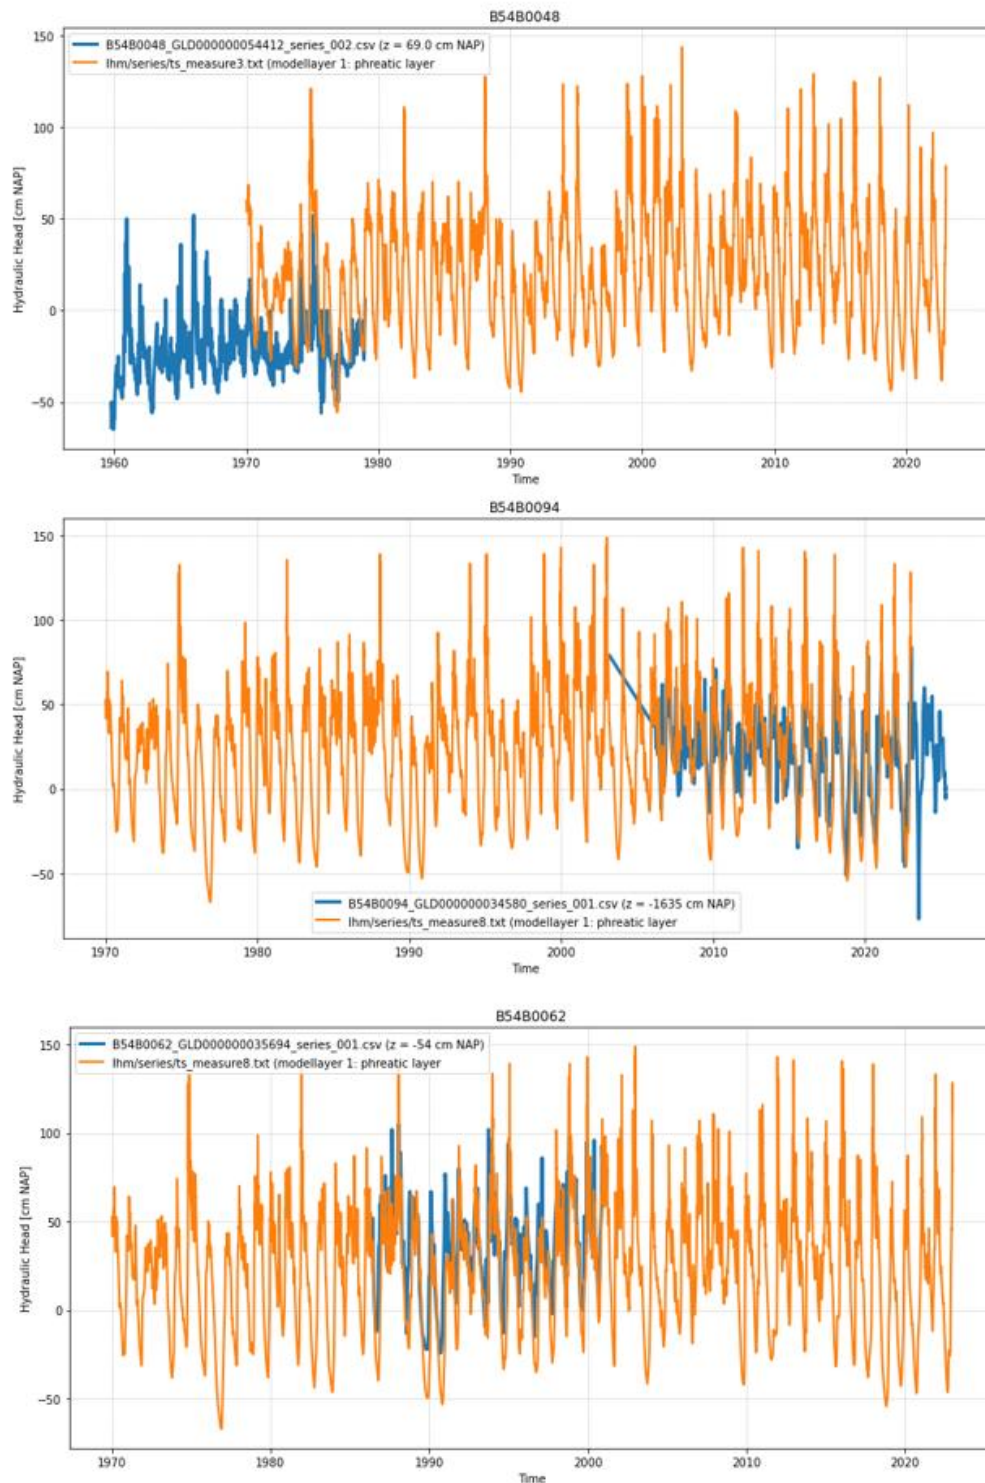 B54B0048
B54B0048_GLD000000054412_series_002.csv (z = 69.0 cm NAP)
lhm/series/ts_measure3.txt (modellayer 1: phreatic layer
Hydraulic Head [cm NAP]
150
100
50
0
−50
1960
1970
1980
1990
2000
2010
2020
Time
B54B0094
Hydraulic Head [cm NAP]
150
100
50
0
−50
B54B0094_GLD000000034580_series_001.csv (z = -1635 cm NAP)
lhm/series/ts_measure8.txt (modellayer 1: phreatic layer
1970
1980
1990
2000
2010
2020
Time
B54B0062
B54B0062_GLD000000035694_series_001.csv (z = -54 cm NAP)
lhm/series/ts_measure8.txt (modellayer 1: phreatic layer
Hydraulic Head [cm NAP]
150
100
50
0
−50
1970
1980
1990
2000
2010
2020
Time